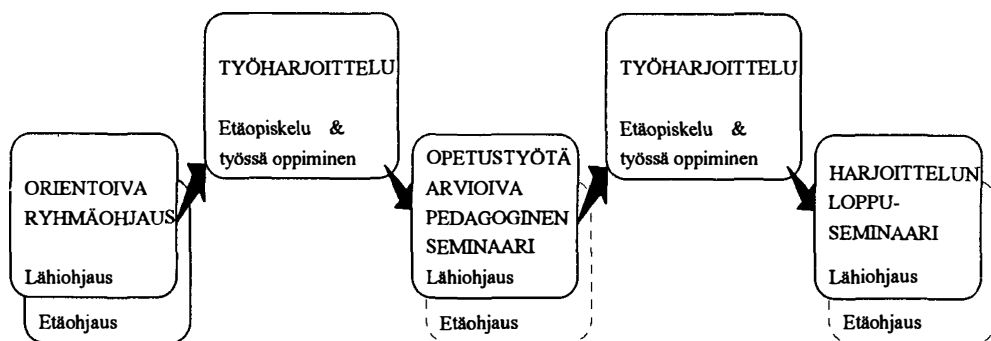 ORIENTOIVA
RYHMÄOHJAUS
Lähiohjaus
Etäohjaus
TYÖHARJOITTELU
Etäopiskelu &
työssä oppiminen
OPETUSTYÖTÄ
ARVIOIVA
PEDAGOGINEN
SEMINAARI
Lähiohjaus
Etäohjaus
TYÖHARJOITTELU
Etäopiskelu &
työssä oppiminen
HARJOITTELUN
LOPPU-
SEMINAARI
Lähiohjaus
Etäohjaus